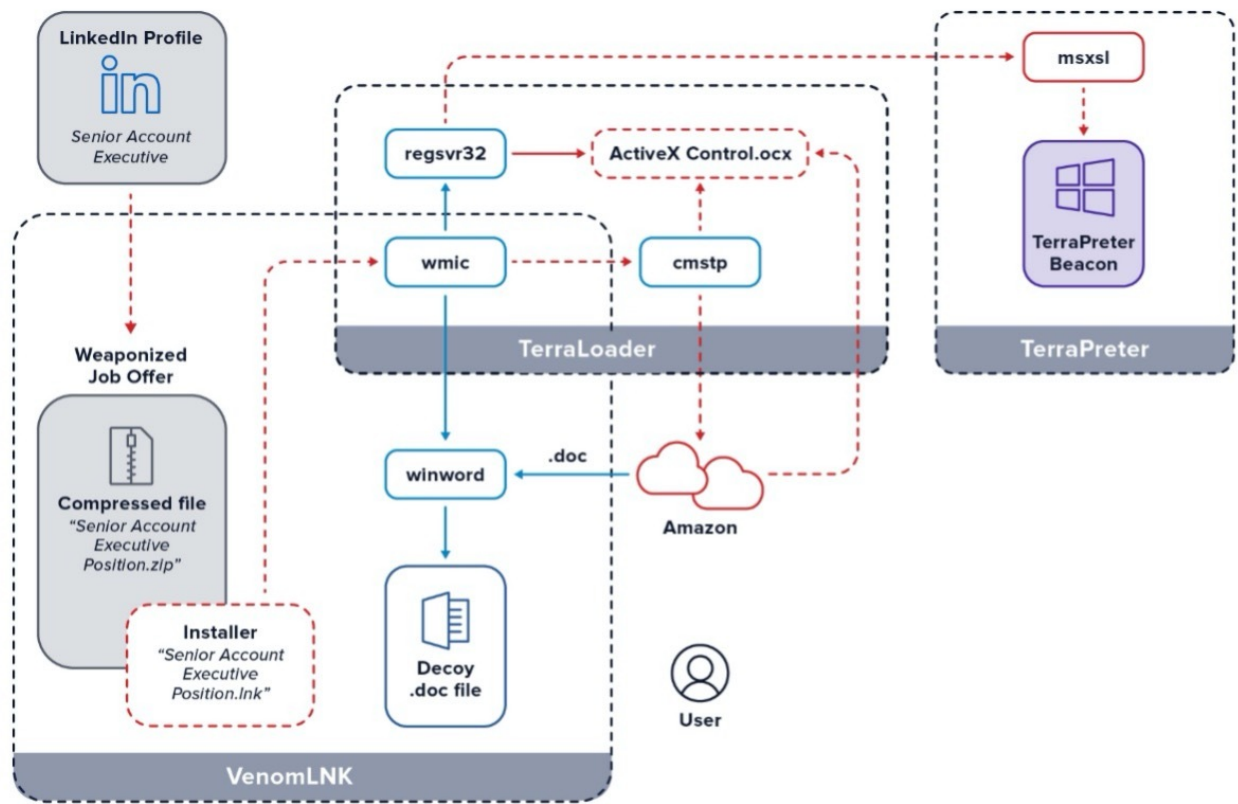 LinkedIn Profile
in
Senior Account
Executive
Weaponized
Job Offer
Compressed file
“Senior Account
Executive
Position.zip”
Installer
“Senior Account
Executive
Position.lnk”
VenomLNK
regsvr32
ActiveX Control.ocx
wmic
cmstp
TerraLoader
winword
.doc
Amazon
Decoy
.doc file
User
msxsl
TerraPreter
Beacon
TerraPreter